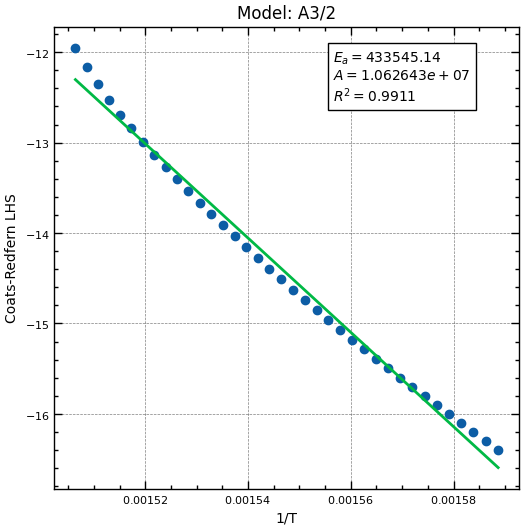 Model: A3/2
E_a = 433545.14
A = 1.062643e + 07
R^2 = 0.9911
Coats-Redfern LHS
−12
−13
−14
−15
−16
0.00152
0.00154
0.00156
0.00158
1/T